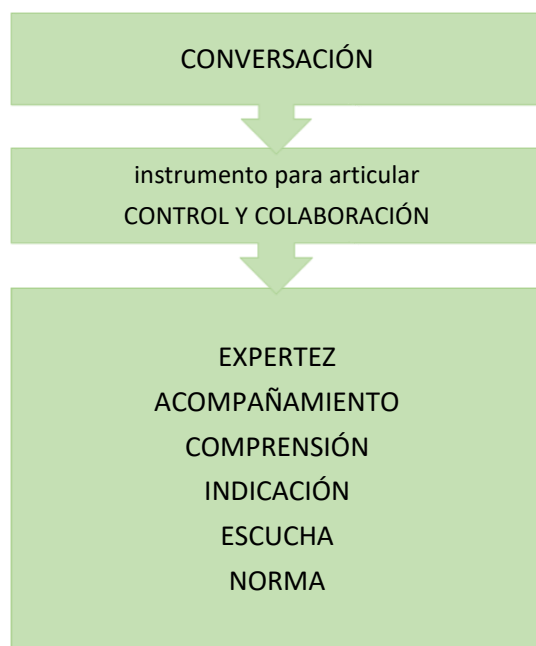 CONVERSACIÓN
instrumento para articular
CONTROL Y COLABORACIÓN
EXPERTEZ
ACOMPAÑAMIENTO
COMPRENSIÓN
INDICACIÓN
ESCUCHA
NORMA